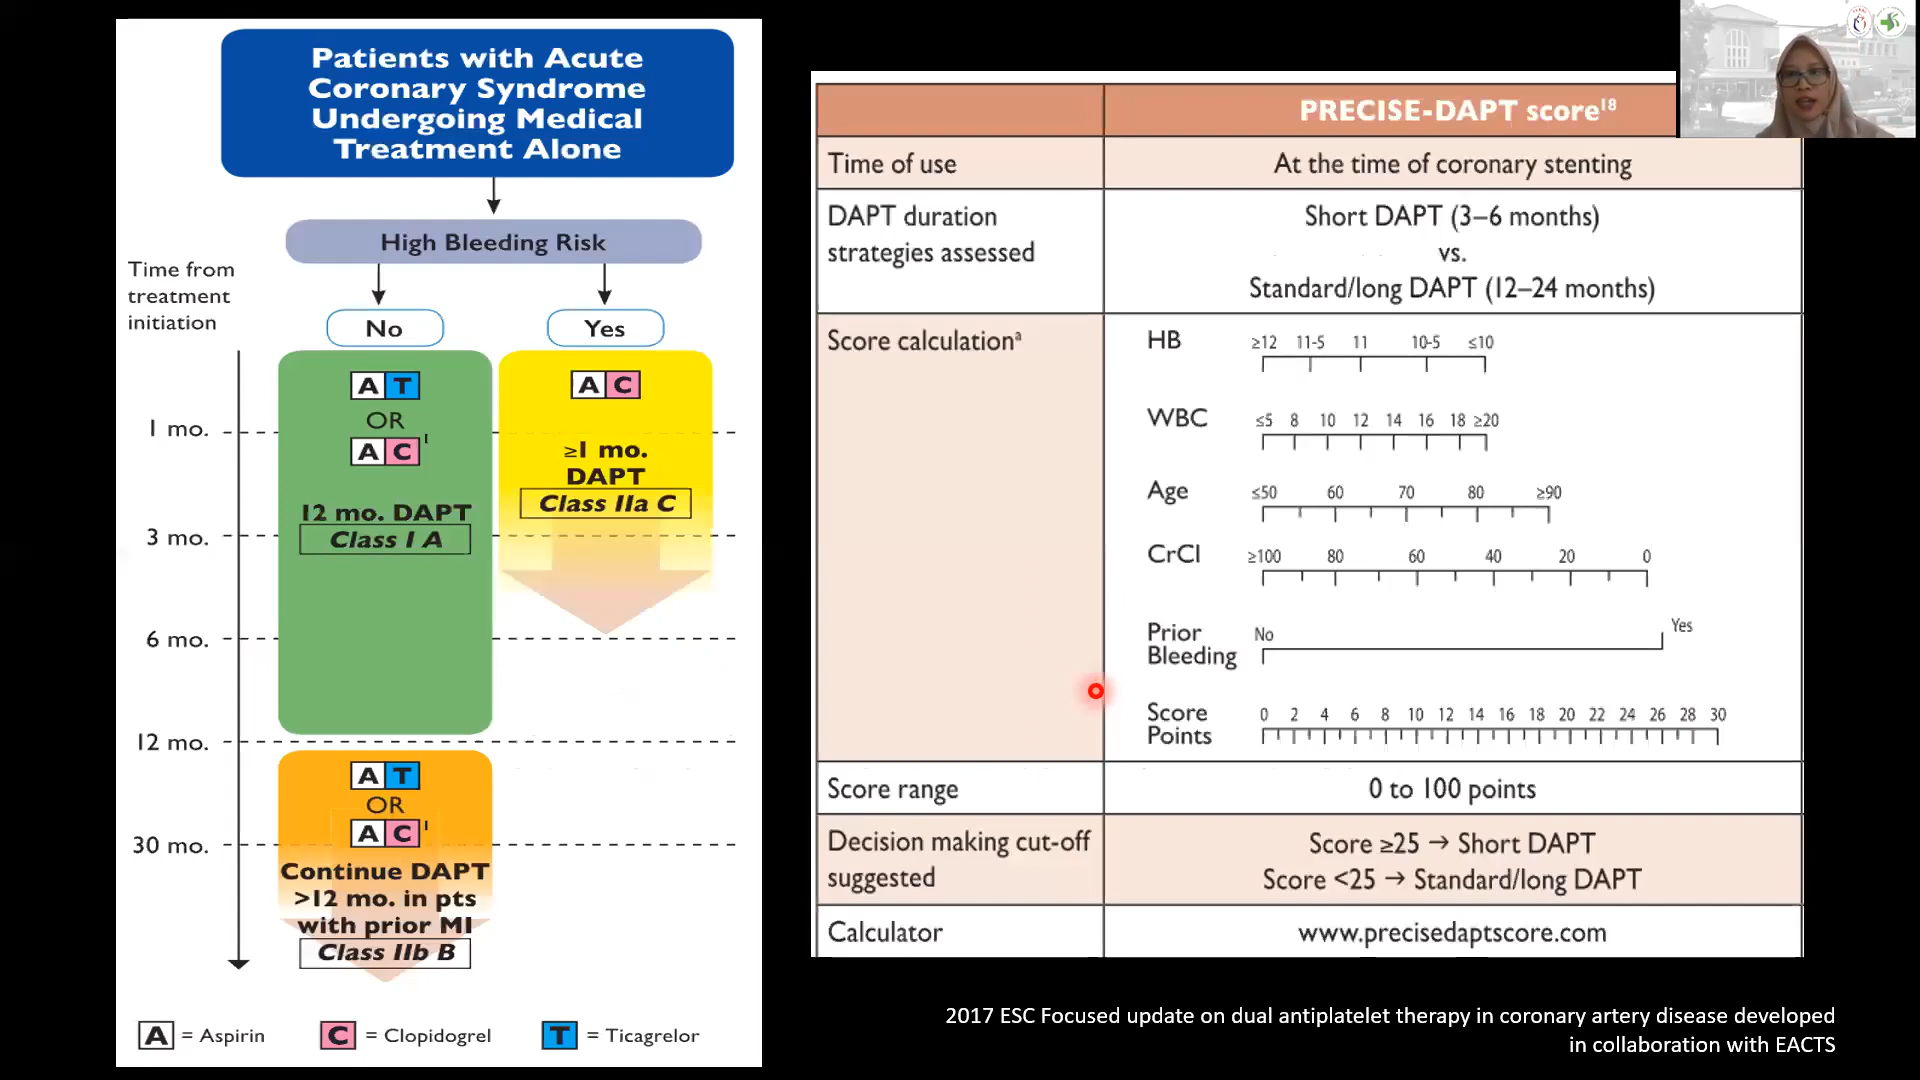 Patients with Acute
Coronary Syndrome
Undergoing Medical
Treatment Alone
High Bleeding Risk
Time from
treatment
initiation
No
Yes
A T
OR
A C 1
12 mo. DAPT
Class I A
A C
≥1 mo.
DAPT
Class IIa C
1 mo.
3 mo.
6 mo.
12 mo.
30 mo.
A T
OR
A C 1
Continue DAPT
>12 mo. in pts
with prior MI
Class IIb B
A = Aspirin C = Clopidogrel T = Ticagrelor
PRECISE-DAPT score18
Time of use
At the time of coronary stenting
DAPT duration
strategies assessed
Short DAPT (3–6 months)
vs.
Standard/long DAPT (12–24 months)
Score calculationa
HB
≥12 11-5 11 10-5 ≤10
WBC
≤5 8 10 12 14 16 18 ≥20
Age
≤50 60 70 80 ≥90
CrCl
≥100 80 60 40 20 0
Prior
Bleeding
No
Yes
Score
Points
0 2 4 6 8 10 12 14 16 18 20 22 24 26 28 30
Score range
0 to 100 points
Decision making cut-off
suggested
Score ≥25 → Short DAPT
Score <25 → Standard/long DAPT
Calculator
www.precisedaptscore.com
2017 ESC Focused update on dual antiplatelet therapy in coronary artery disease developed
in collaboration with EACTS